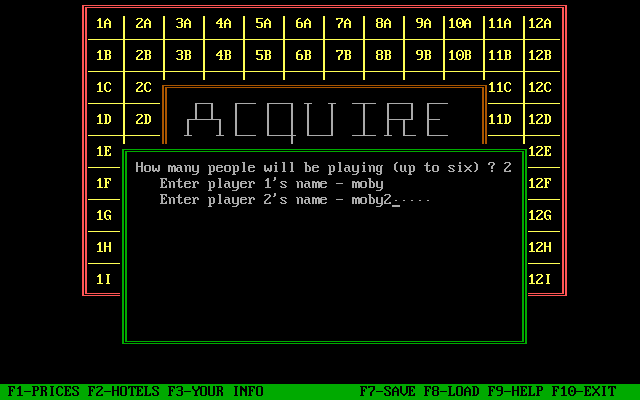 1A 2A 3A 4A 5A 6A 7A 8A 9A 10A 11A 12A
1B 2B 3B 4B 5B 6B 7B 8B 9B 10B 11B 12B
1C 2C 11C 12C
1D 2D ACQUIRE 11D 12D
1E 12E
How many people will be playing (up to six) ? 2
1F Enter player 1's name - moby 12F
Enter player 2's name - moby2_....
1G 12G
1H 12H
1I 12I
F1-PRICES F2-HOTELS F3-YOUR INFO F7-SAVE F8-LOAD F9-HELP F10-EXIT